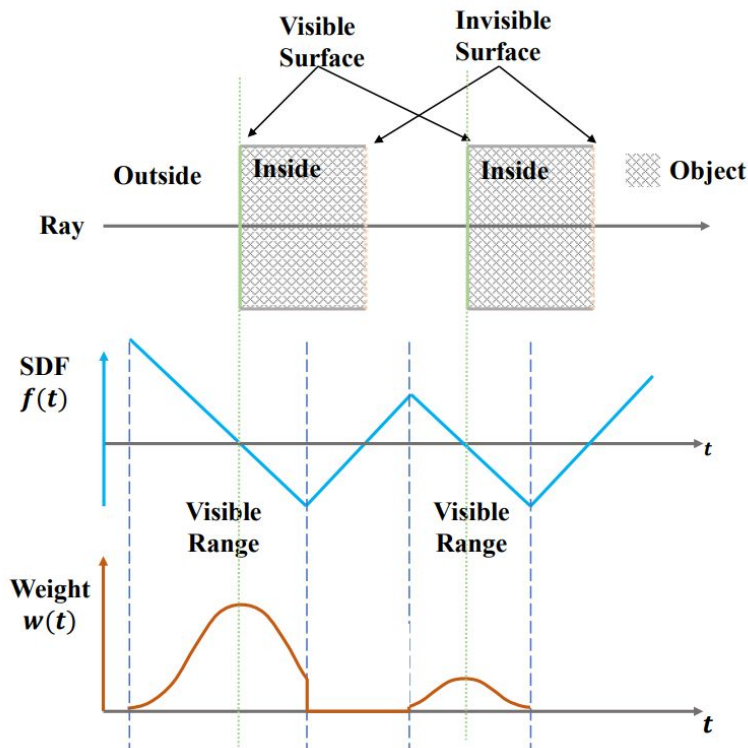 Visible
Surface
Invisible
Surface
Outside
Inside
Inside
Object
Ray
SDF
f(t)
t
Visible
Range
Visible
Range
Weight
w(t)
t